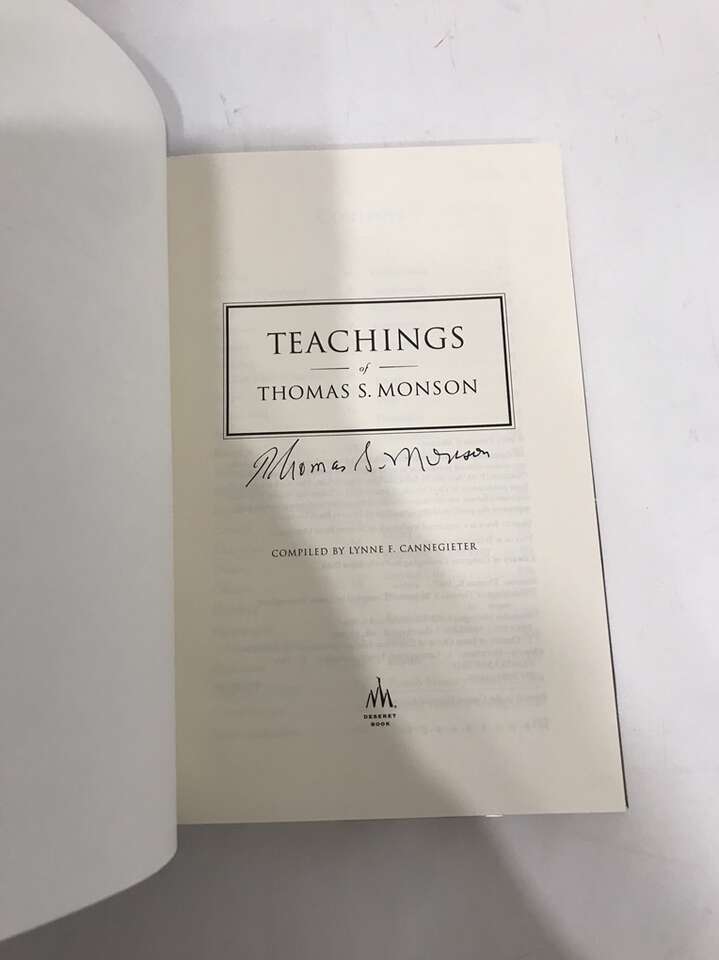 TEACHINGS
of
THOMAS S. MONSON
Thomas S. Monson
COMPILED BY LYNNE F. CANNEGIETER
DESERET
BOOK